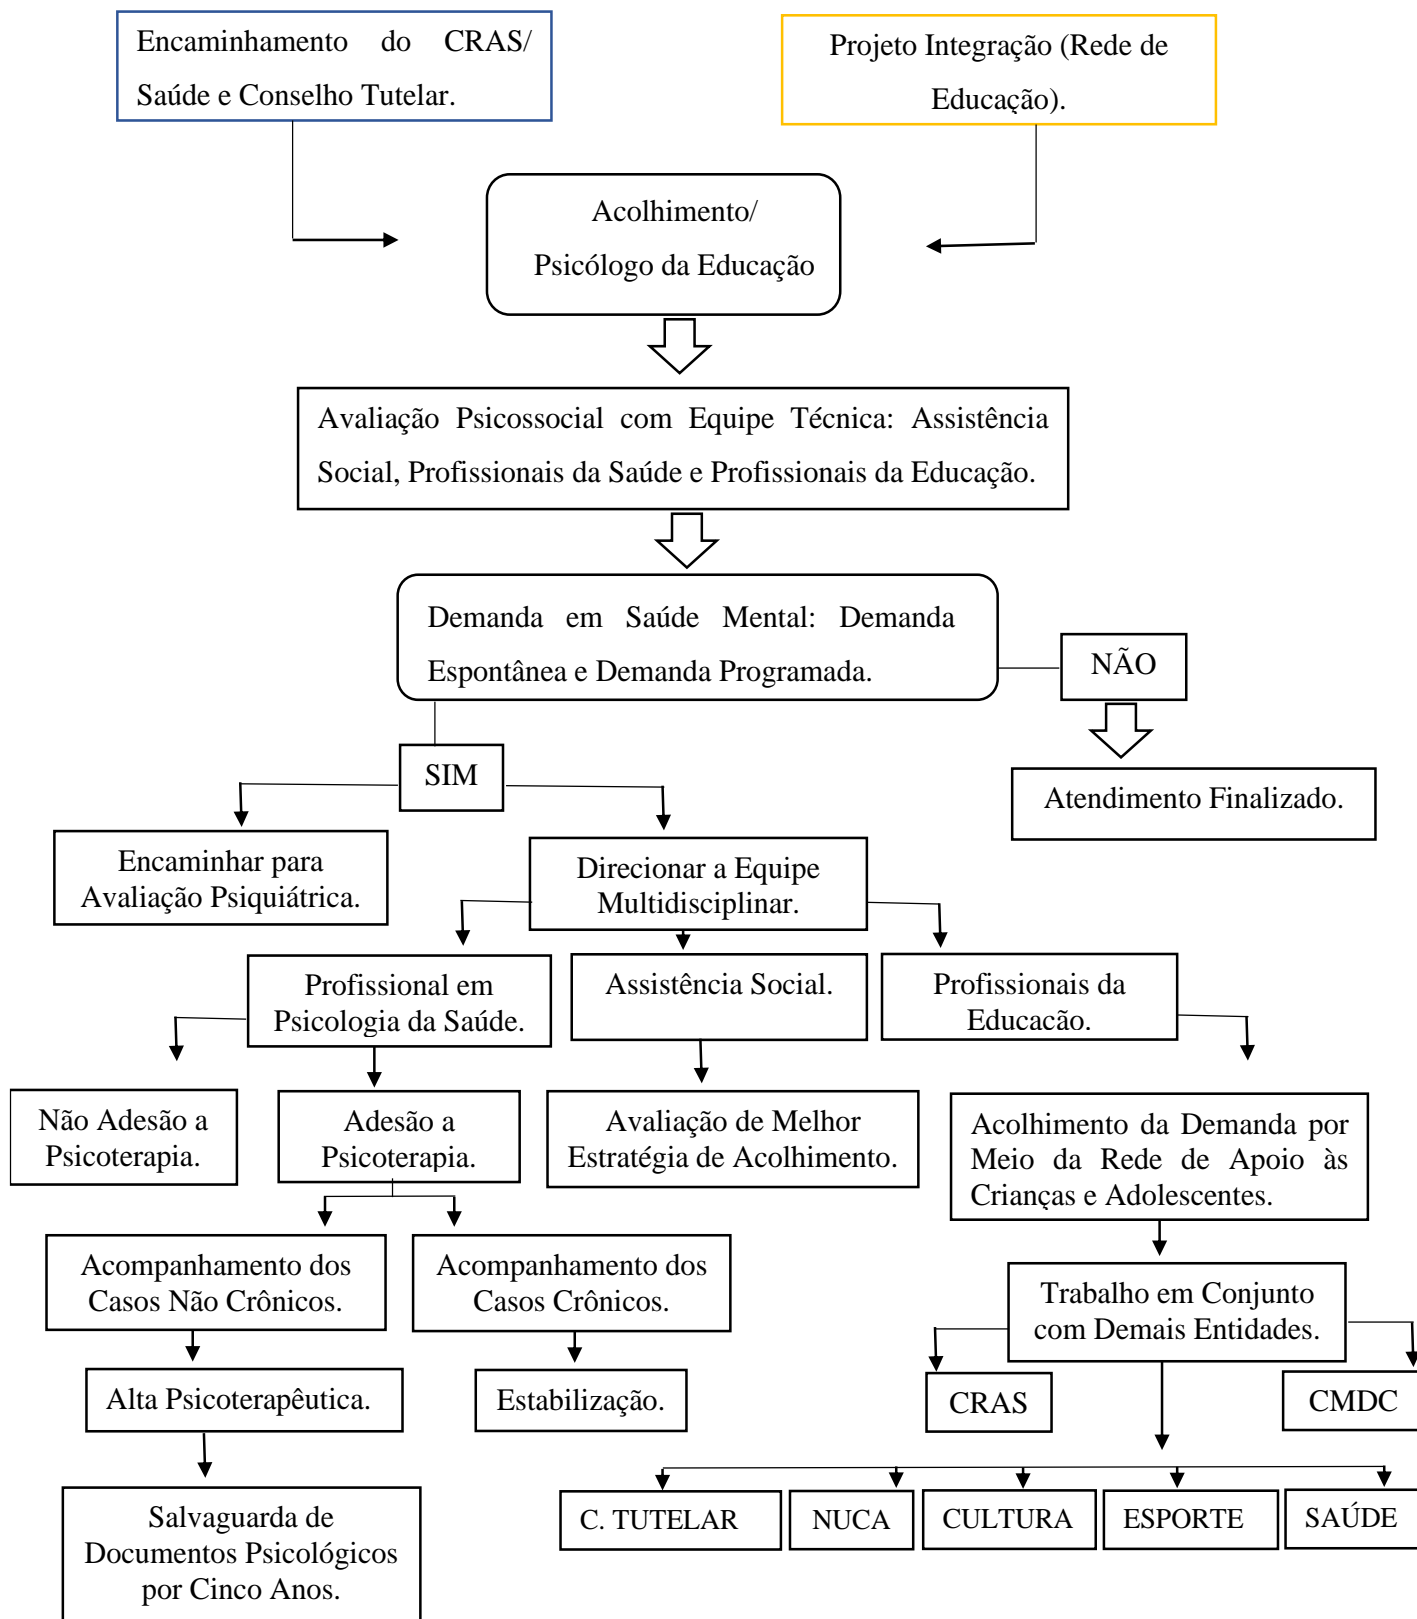 Encaminhamento do CRAS/
Saúde e Conselho Tutelar.
Projeto Integração (Rede de
Educação).
Acolhimento/
Psicólogo da Educação
Avaliação Psicossocial com Equipe Técnica: Assistência
Social, Profissionais da Saúde e Profissionais da Educação.
Demanda em Saúde Mental: Demanda
Espontânea e Demanda Programada.
NÃO
SIM
Atendimento Finalizado.
Encaminhar para
Avaliação Psiquiátrica.
Direcionar a Equipe
Multidisciplinar.
Profissional em
Psicologia da Saúde.
Assistência Social.
Profissionais da
Educacão.
Não Adesão a
Psicoterapia.
Adesão a
Psicoterapia.
Avaliação de Melhor
Estratégia de Acolhimento.
Acolhimento da Demanda por
Meio da Rede de Apoio às
Crianças e Adolescentes.
Acompanhamento dos
Casos Não Crônicos.
Acompanhamento dos
Casos Crônicos.
Trabalho em Conjunto
com Demais Entidades.
Alta Psicoterapêutica.
Estabilização.
CRAS
CMDC
Salvaguarda de
Documentos Psicológicos
por Cinco Anos.
C. TUTELAR
NUCA
CULTURA
ESPORTE
SAÚDE